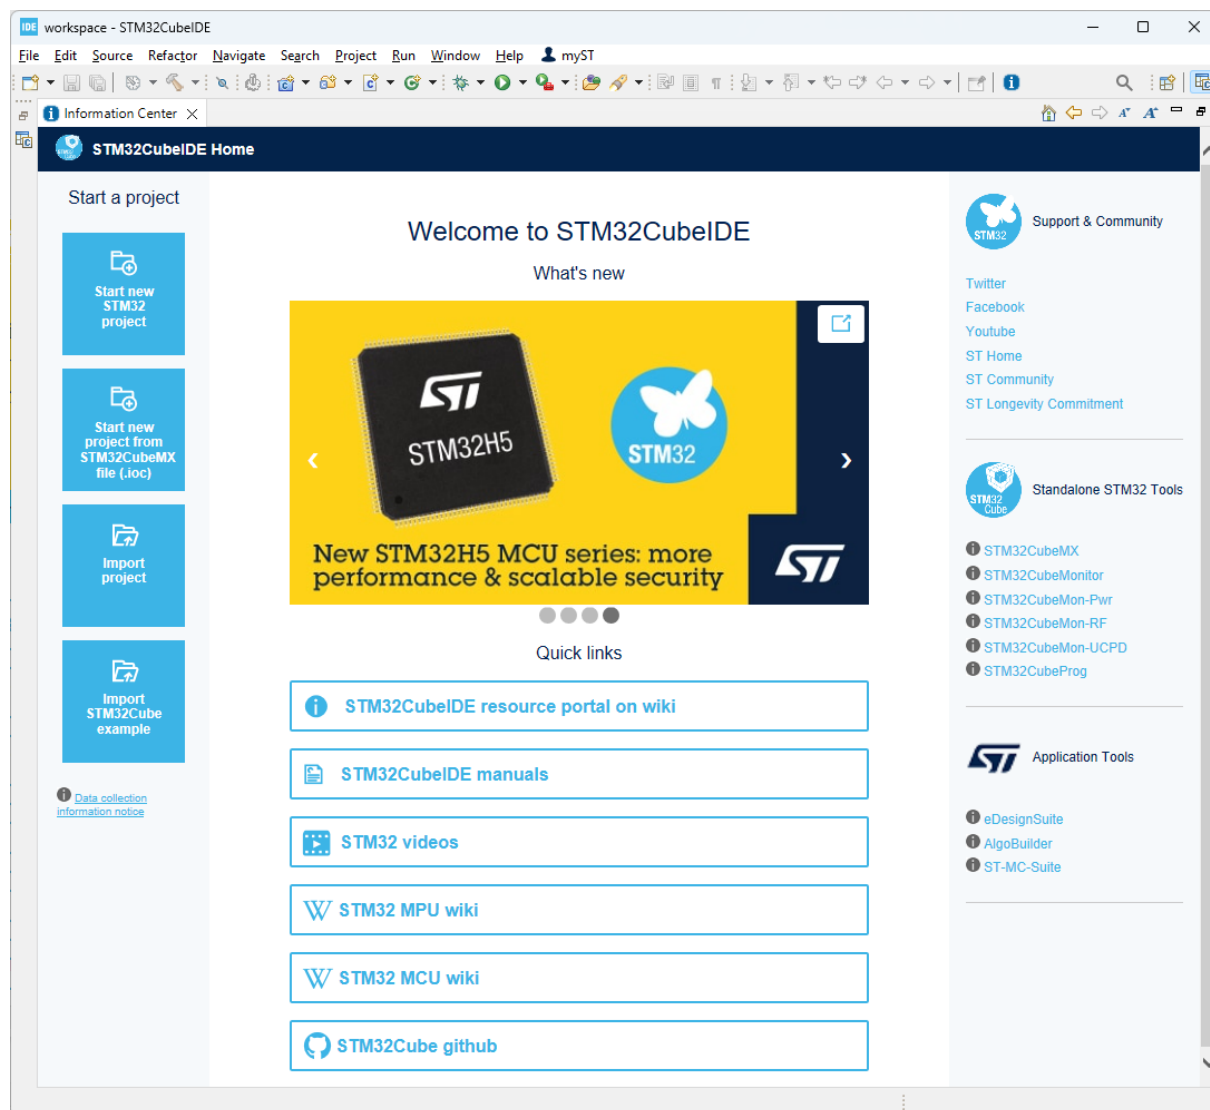 IDE workspace - STM32CubeIDE
File Edit Source Refactor Navigate Search Project Run Window Help myST
Information Center
STM32CubeIDE Home
Start a project
Start new
STM32
project
Start new
project from
STM32CubeMX
file (.ioc)
Import
project
Import
STM32Cube
example
Data collection
information notice
Welcome to STM32CubeIDE
What's new
STM32H5
STM32
New STM32H5 MCU series: more
performance & scalable security
Quick links
STM32CubeIDE resource portal on wiki
STM32CubeIDE manuals
STM32 videos
STM32 MPU wiki
STM32 MCU wiki
STM32Cube github
STM32
Support & Community
Twitter
Facebook
Youtube
ST Home
ST Community
ST Longevity Commitment
STM32
Cube
Standalone STM32 Tools
STM32CubeMX
STM32CubeMonitor
STM32CubeMon-Pwr
STM32CubeMon-RF
STM32CubeMon-UCPD
STM32CubeProg
ST
Application Tools
eDesignSuite
AlgoBuilder
ST-MC-Suite